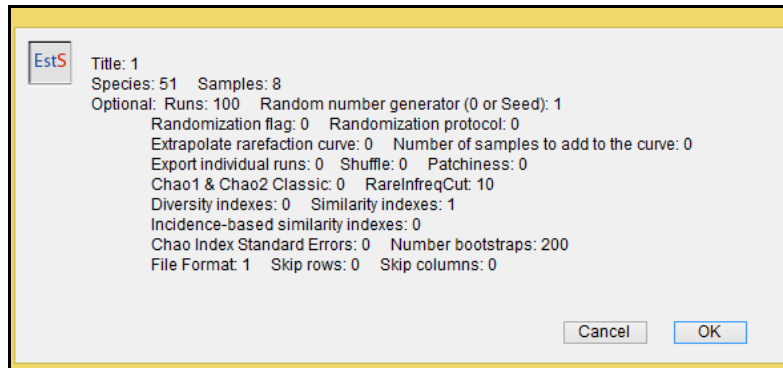 EstS
Title: 1
Species: 51 Samples: 8
Optional: Runs: 100 Random number generator (0 or Seed): 1
Randomization flag: 0 Randomization protocol: 0
Extrapolate rarefaction curve: 0 Number of samples to add to the curve: 0
Export individual runs: 0 Shuffle: 0 Patchiness: 0
Chao1 & Chao2 Classic: 0 RareInfreqCut: 10
Diversity indexes: 0 Similarity indexes: 1
Incidence-based similarity indexes: 0
Chao Index Standard Errors: 0 Number bootstraps: 200
File Format: 1 Skip rows: 0 Skip columns: 0
Cancel OK